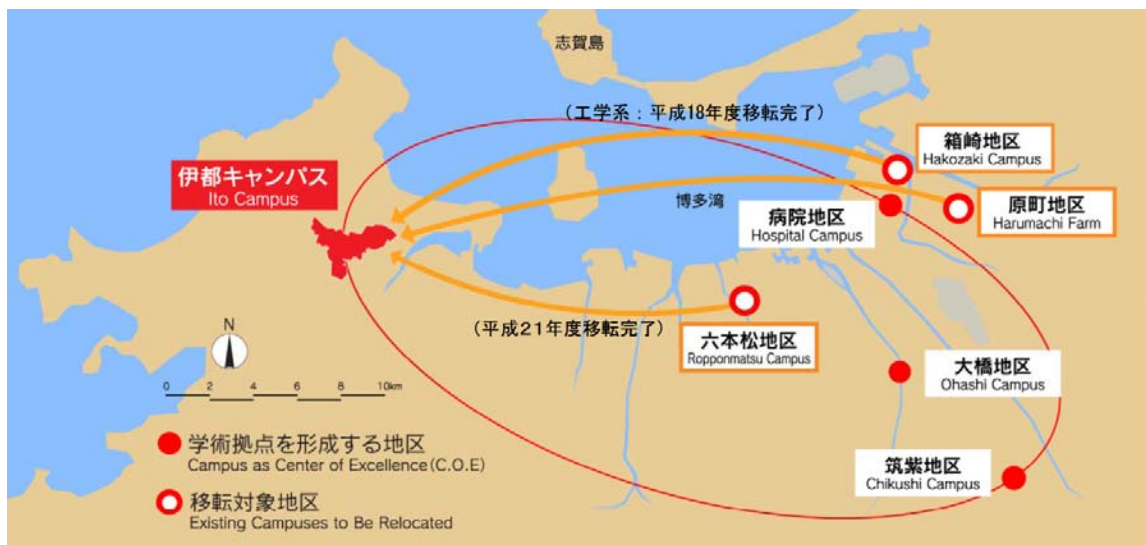 志賀島
(工学系：平成18年度移転完了)
箱崎地区
Hakozaki Campus
伊都キャンパス
Ito Campus
博多湾
病院地区
Hospital Campus
原町地区
Harumachi Farm
(平成２１年度移転完了)
六本松地区
Ropponmatsu Campus
大橋地区
Ohashi Campus
筑紫地区
Chikushi Campus
N
0 2 4 6 8 10km
学術拠点を形成する地区
Campus as Center of Excellence(C.O.E)
移転対象地区
Existing Campuses to Be Relocated